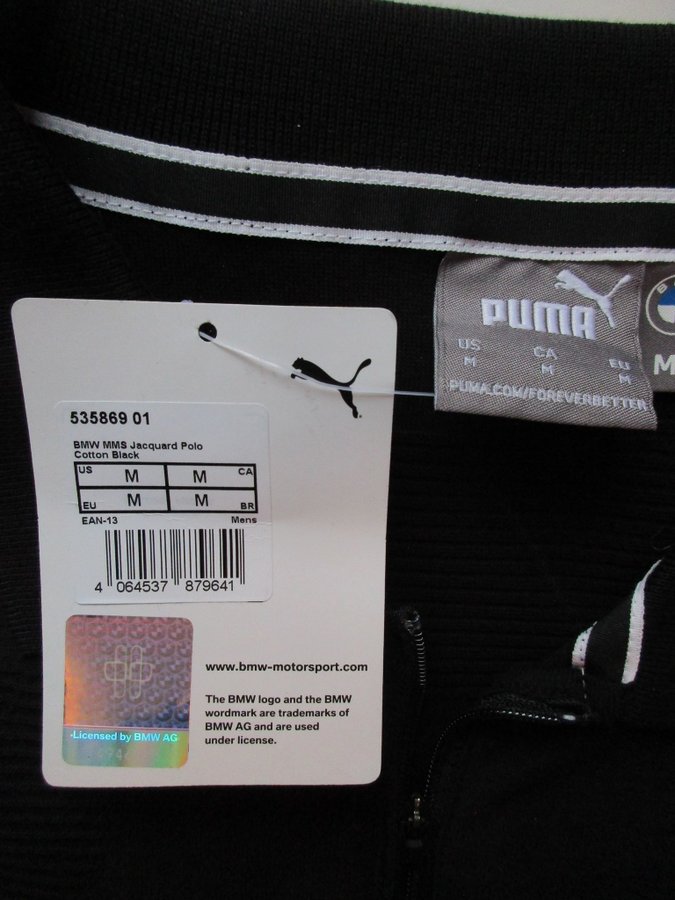 PUMA
US
M
CA
M
EU
M
PUMA.COM/FOREVERBETTER
B
M
535869 01
BMW MMS Jacquard Polo
Cotton Black
US M M CA
EU M M BR
EAN-13 Mens
4 064537 879641
www.bmw-motorsport.com
The BMW logo and the BMW
wordmark are trademarks of
BMW AG and are used
under license.
Licensed by BMW AG